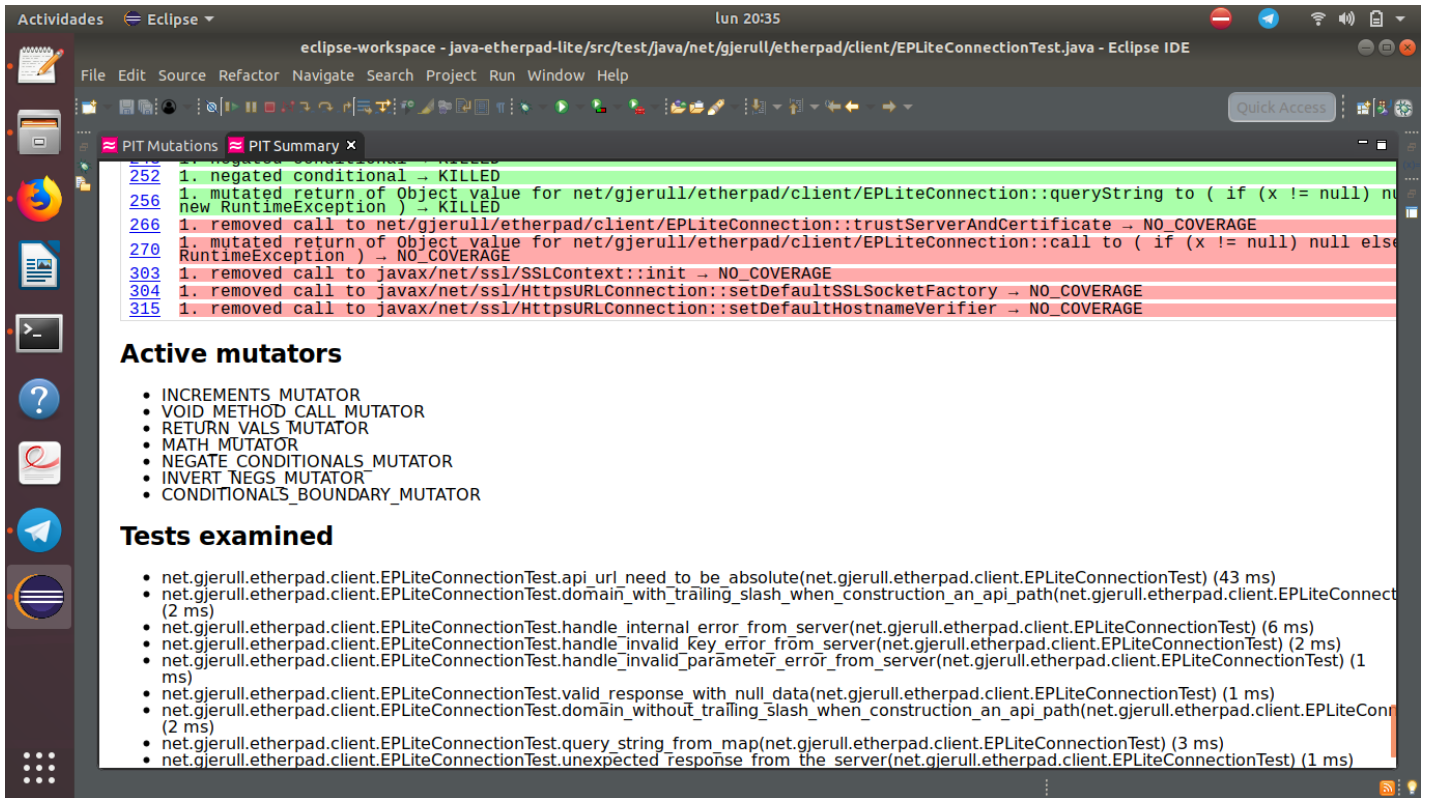 Actividades Eclipse lun 20:35
eclipse-workspace - java-etherpad-lite/src/test/java/net/gjerull/etherpad/client/EPLiteConnectionTest.java - Eclipse IDE
File Edit Source Refactor Navigate Search Project Run Window Help
Quick Access
PIT Mutations PIT Summary
1. negated conditional → KILLED
252 1. negated conditional → KILLED
256 1. mutated return of Object value for net/gjerull/etherpad/client/EPLiteConnection::queryString to ( if (x != null) nu
new RuntimeException ) → KILLED
266 1. removed call to net/gjerull/etherpad/client/EPLiteConnection::trustServerAndCertificate → NO_COVERAGE
270 1. mutated return of Object value for net/gjerull/etherpad/client/EPLiteConnection::call to ( if (x != null) null else
RuntimeException ) → NO_COVERAGE
303 1. removed call to javax/net/ssl/SSLContext::init → NO_COVERAGE
304 1. removed call to javax/net/ssl/HttpsURLConnection::setDefaultSSLSocketFactory → NO_COVERAGE
315 1. removed call to javax/net/ssl/HttpsURLConnection::setDefaultHostnameVerifier → NO_COVERAGE
Active mutators
• INCREMENTS_MUTATOR
• VOID_METHOD_CALL_MUTATOR
• RETURN_VALS_MUTATOR
• MATH_MUTATOR
• NEGATE_CONDITIONALS_MUTATOR
• INVERT_NEGS_MUTATOR
• CONDITIONALS_BOUNDARY_MUTATOR
Tests examined
• net.gjerull.etherpad.client.EPLiteConnectionTest.api_url_need_to_be_absolute(net.gjerull.etherpad.client.EPLiteConnectionTest) (43 ms)
• net.gjerull.etherpad.client.EPLiteConnectionTest.domain_with_trailing_slash_when_construction_an_api_path(net.gjerull.etherpad.client.EPLiteConnect
(2 ms)
• net.gjerull.etherpad.client.EPLiteConnectionTest.handle_internal_error_from_server(net.gjerull.etherpad.client.EPLiteConnectionTest) (6 ms)
• net.gjerull.etherpad.client.EPLiteConnectionTest.handle_invalid_key_error_from_server(net.gjerull.etherpad.client.EPLiteConnectionTest) (2 ms)
• net.gjerull.etherpad.client.EPLiteConnectionTest.handle_invalid_parameter_error_from_server(net.gjerull.etherpad.client.EPLiteConnectionTest) (1
ms)
• net.gjerull.etherpad.client.EPLiteConnectionTest.valid_response_with_null_data(net.gjerull.etherpad.client.EPLiteConnectionTest) (1 ms)
• net.gjerull.etherpad.client.EPLiteConnectionTest.domain_without_trailing_slash_when_construction_an_api_path(net.gjerull.etherpad.client.EPLiteConn
(2 ms)
• net.gjerull.etherpad.client.EPLiteConnectionTest.query_string_from_map(net.gjerull.etherpad.client.EPLiteConnectionTest) (3 ms)
• net.gjerull.etherpad.client.EPLiteConnectionTest.unexpected_response_from_the_server(net.gjerull.etherpad.client.EPLiteConnectionTest) (1 ms)